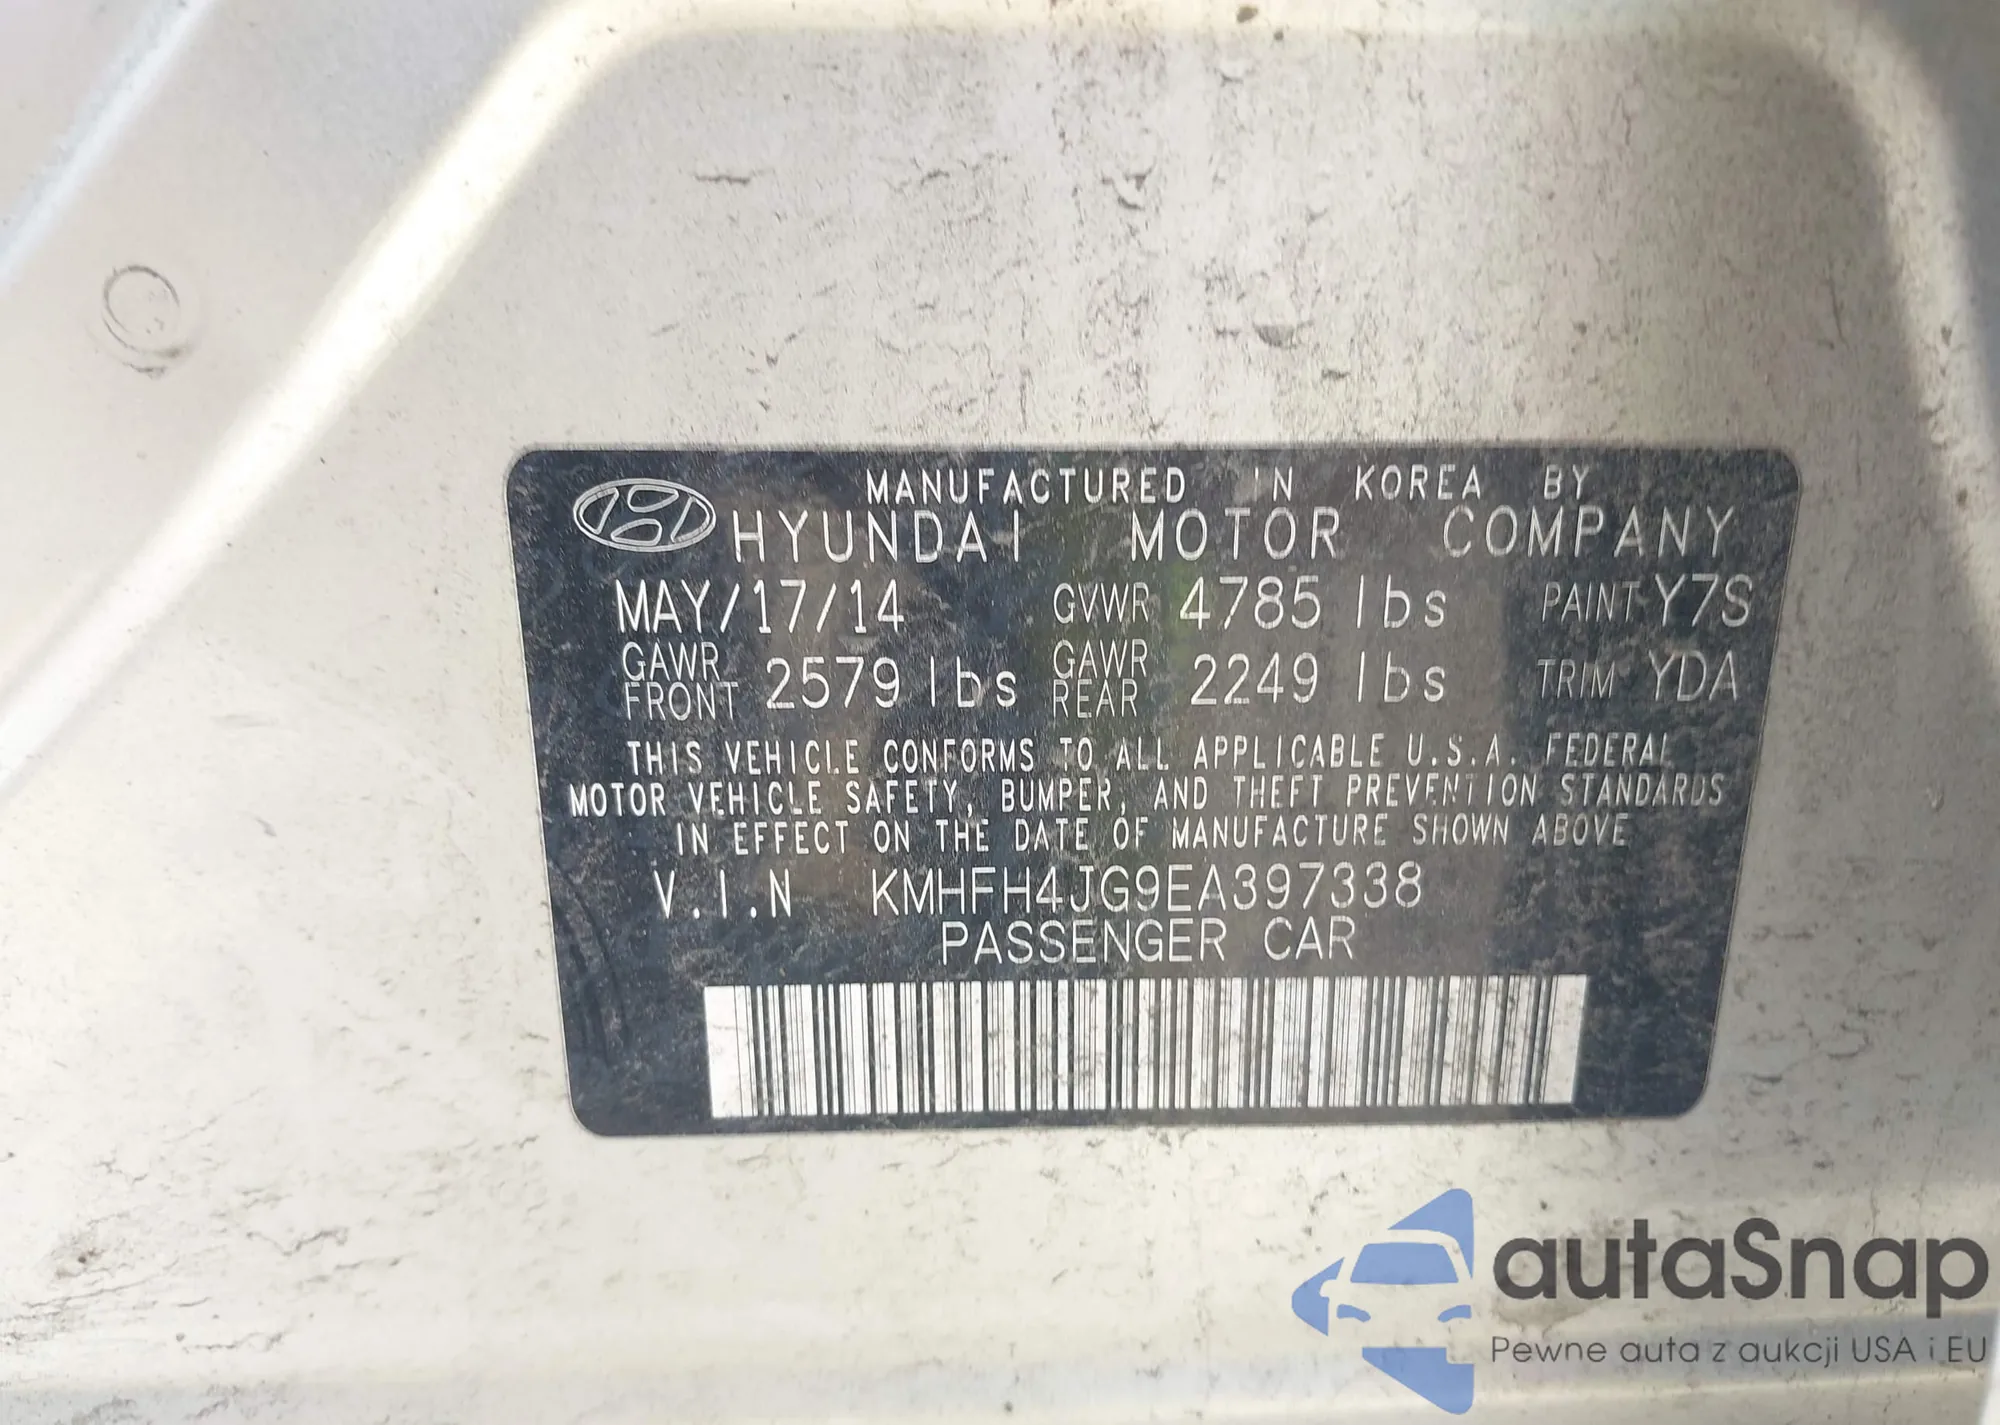 MANUFACTURED IN KOREA BY
HYUNDAI MOTOR COMPANY
MAY/17/14 GVWR 4785 lbs PAINT Y7S
GAWR FRONT 2579 lbs GAWR REAR 2249 lbs TRIM YDA
THIS VEHICLE CONFORMS TO ALL APPLICABLE U.S.A. FEDERAL
MOTOR VEHICLE SAFETY, BUMPER, AND THEFT PREVENTION STANDARDS
IN EFFECT ON THE DATE OF MANUFACTURE SHOWN ABOVE
V.I.N KMHFH4JG9EA397338
PASSENGER CAR
autaSnap
Pewne auta z aukcji USA i EU